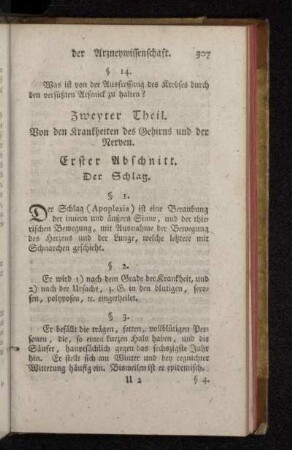 der Arzneywissenschaft. 307
§ 14.
Was ist von der Ausfressung des Krebses durch
den versüßten Arsenick zu halten?
Zweyter Theil.
Von den Krankheiten des Gehirns und der
Nerven.
Erster Abschnitt.
Der Schlag.
§ 1.
Der Schlag (Apoplexia) ist eine Beraubung
der innern und äußern Sinne, und der thie-
rischen Bewegung, mit Ausnahme der Bewegung
des Herzens und der Lunge, welche letztere mit
Schnarchen geschieht.
§ 2.
Er wird 1) nach dem Grade der Krankheit, und
2) nach der Ursache, z. E. in den blutigen, serö-
sen, polyposen, ꝛc. eingetheilet.
§ 3.
Er befällt die trägen, fetten, vollblütigen Per-
sonen, die, so einen kurzen Hals haben, und die
Säufer, hauptsächlich gegen das sechszigste Jahr
hin. Er stellt sich am Winter und bey regnichter
Witterung häufig ein. Bisweilen ist er epidemisch.
U 2 § 4.